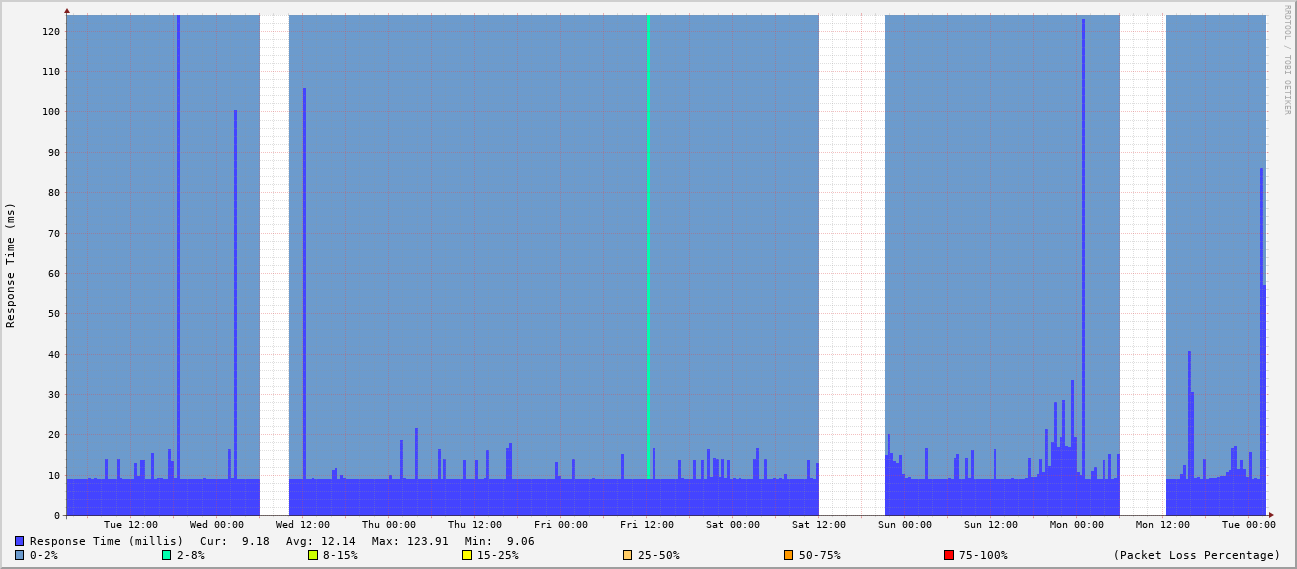 RRDTOOL / TOBI OETIKER
Response Time (ms)
120
110
100
90
80
70
60
50
40
30
20
10
0
Tue 12:00 Wed 00:00 Wed 12:00 Thu 00:00 Thu 12:00 Fri 00:00 Fri 12:00 Sat 00:00 Sat 12:00 Sun 00:00 Sun 12:00 Mon 00:00 Mon 12:00 Tue 00:00
Response Time (millis) Cur: 9.18 Avg: 12.14 Max: 123.91 Min: 9.06
0-2% 2-8% 8-15% 15-25% 25-50% 50-75% 75-100% (Packet Loss Percentage)